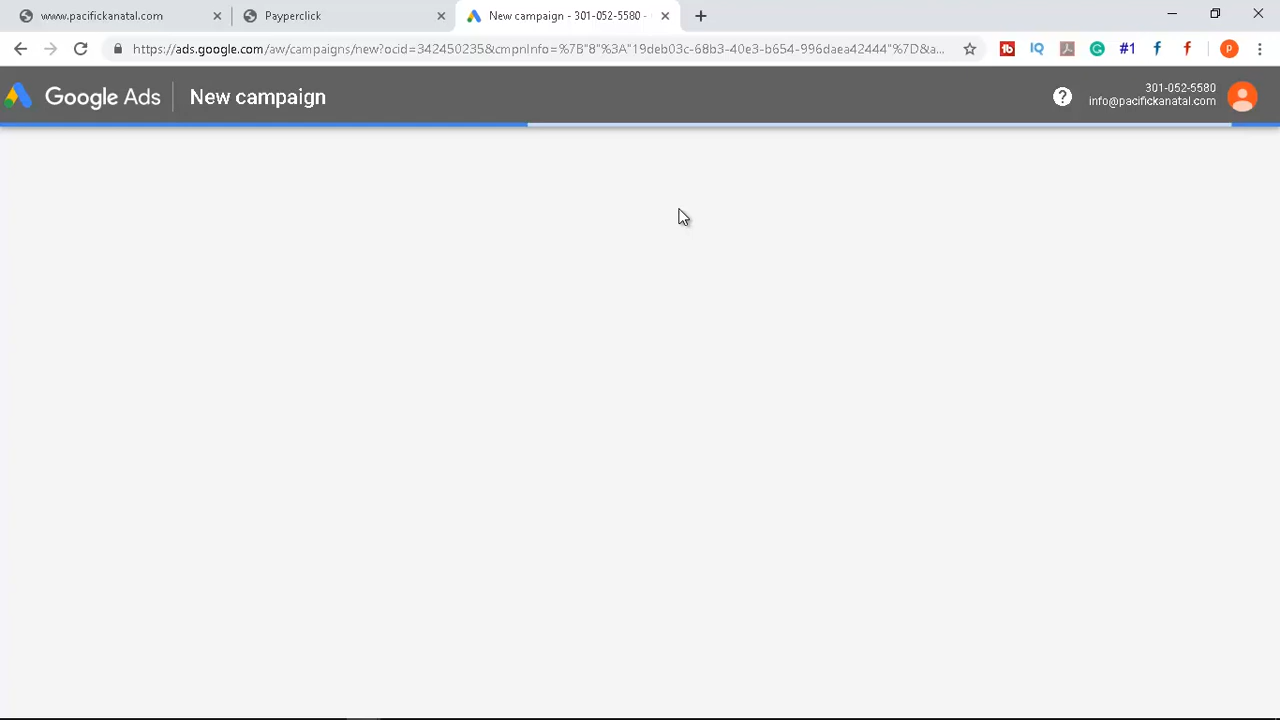 www.pacifickanatal.com
Payperclick
New campaign - 301-052-5580 -
https://ads.google.com/aw/campaigns/new?ocid=342450235&cmpnInfo=%7B"8"%3A"19deb03c-68b3-40e3-b654-996daea42444"%7D&a...
IQ
#1
P
Google Ads
New campaign
?
301-052-5580
info@pacifickanatal.com